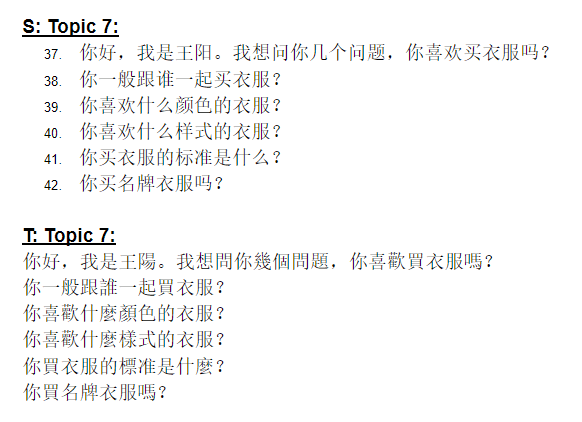 S: Topic 7:
37. 你好，我是王阳。我想问你几个问题，你喜欢买衣服吗？
38. 你一般跟谁一起买衣服？
39. 你喜欢什么颜色的衣服？
40. 你喜欢什么样式的衣服？
41. 你买衣服的标准是什么？
42. 你买名牌衣服吗？
T: Topic 7:
你好，我是王陽。我想問你幾個問題，你喜歡買衣服嗎？
你一般跟誰一起買衣服？
你喜歡什麼顏色的衣服？
你喜歡什麼樣式的衣服？
你買衣服的標准是什麼？
你買名牌衣服嗎？